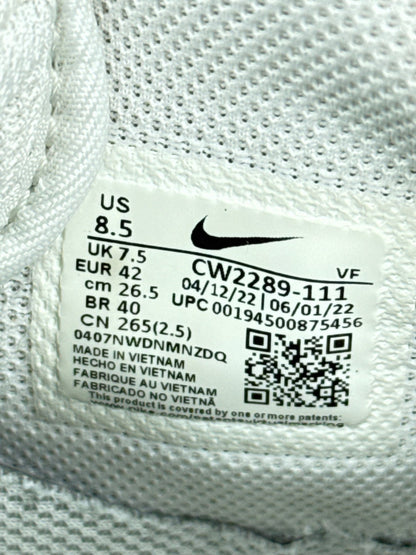 US
8.5
UK 7.5
EUR 42
cm 26.5
BR 40
CN 265(2.5)
CW2289-111 VF
04/12/22 | 06/01/22
UPC 00194500875456
0407NWDNMNZDQ
MADE IN VIETNAM
HECHO EN VIETNAM
FABRIQUE AU VIETNAM
FABRICADO NO VIETNÃ
This product is covered by one or more patents: